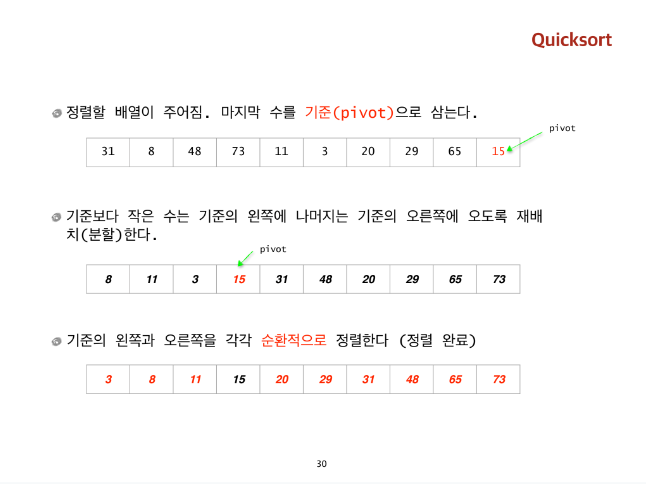 Quicksort
정렬할 배열이 주어짐. 마지막 수를 기준(pivot)으로 삼는다.
pivot
31 8 48 73 11 3 20 29 65 15
기준보다 작은 수는 기준의 왼쪽에 나머지는 기준의 오른쪽에 오도록 재배
치(분할)한다.
pivot
8 11 3 15 31 48 20 29 65 73
기준의 왼쪽과 오른쪽을 각각 순환적으로 정렬한다 (정렬 완료)
3 8 11 15 20 29 31 48 65 73
30